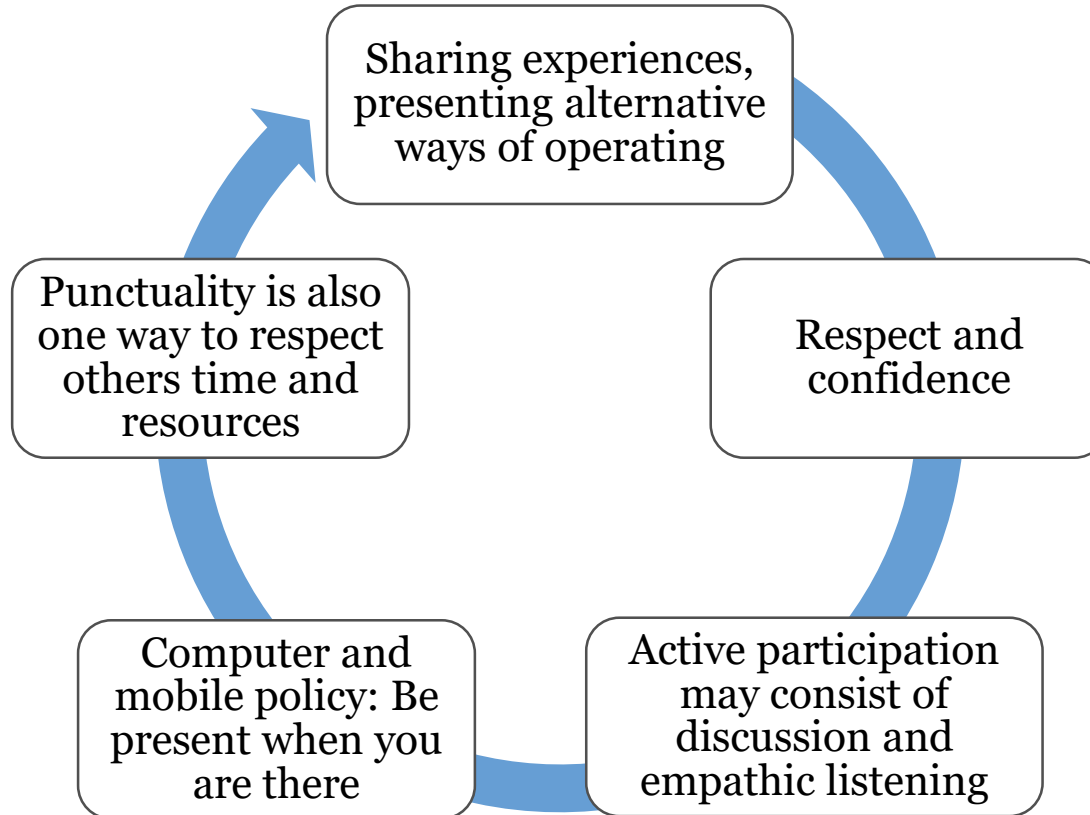 Sharing experiences,
presenting alternative
ways of operating
Respect and
confidence
Active participation
may consist of
discussion and
empathic listening
Computer and
mobile policy: Be
present when you
are there
Punctuality is also
one way to respect
others time and
resources